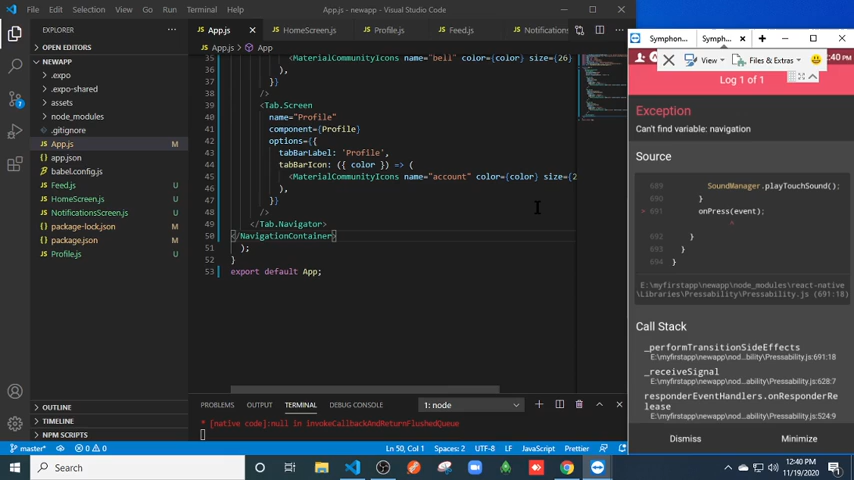 File Edit Selection View Go Run Terminal Help App.js - newapp - Visual Studio Code
EXPLORER
OPEN EDITORS
NEWAPP
.expo
.expo-shared
assets
node_modules
.gitignore
App.js M
app.json
babel.config.js
Feed.js U
HomeScreen.js U
NotificationsScreen.js U
package-lock.json M
package.json M
Profile.js U
OUTLINE
TIMELINE
NPM SCRIPTS
App.js HomeScreen.js U Profile.js U Feed.js U Notifications
App.js > App
35 <MaterialCommunityIcons name="bell" color={color} size={26}
36 ),
37 }}
38 />
39 <Tab.Screen
40 name="Profile"
41 component={Profile}
42 options={{
43 tabBarLabel: 'Profile',
44 tabBarIcon: ({ color }) => (
45 <MaterialCommunityIcons name="account" color={color} size={2
46 ),
47 }}
48 />
49 </Tab.Navigator>
50 </NavigationContainer>
51 );
52 }
53 export default App;
PROBLEMS OUTPUT TERMINAL DEBUG CONSOLE 1: node
* [native code]:null in invokeCallbackAndReturnFlushedQueue
master* 0 0 Ln 50, Col 1 Spaces: 2 UTF-8 LF JavaScript Prettier
Symphon... Symph...
View Files & Extras
:40 PM
Log 1 of 1
Exception
Can't find variable: navigation
Source
689 SoundManager.playTouchSound();
690 }
> 691 onPress(event);
^
692 }
693 }
694 }
E:\myfirstapp\newapp\node_modules\react-native
\Libraries\Pressability\Pressability.js (691:18)
Call Stack
_performTransitionSideEffects
E:\myfirstapp\newapp\nod...bility\Pressability.js:691:18
_receiveSignal
E:\myfirstapp\newapp\nod...ability\Pressability.js:628:7
responderEventHandlers.onResponderRe
lease
E:\myfirstapp\newapp\nod...ability\Pressability.js:524:9
Dismiss Minimize
Search
12:40 PM
11/19/2020